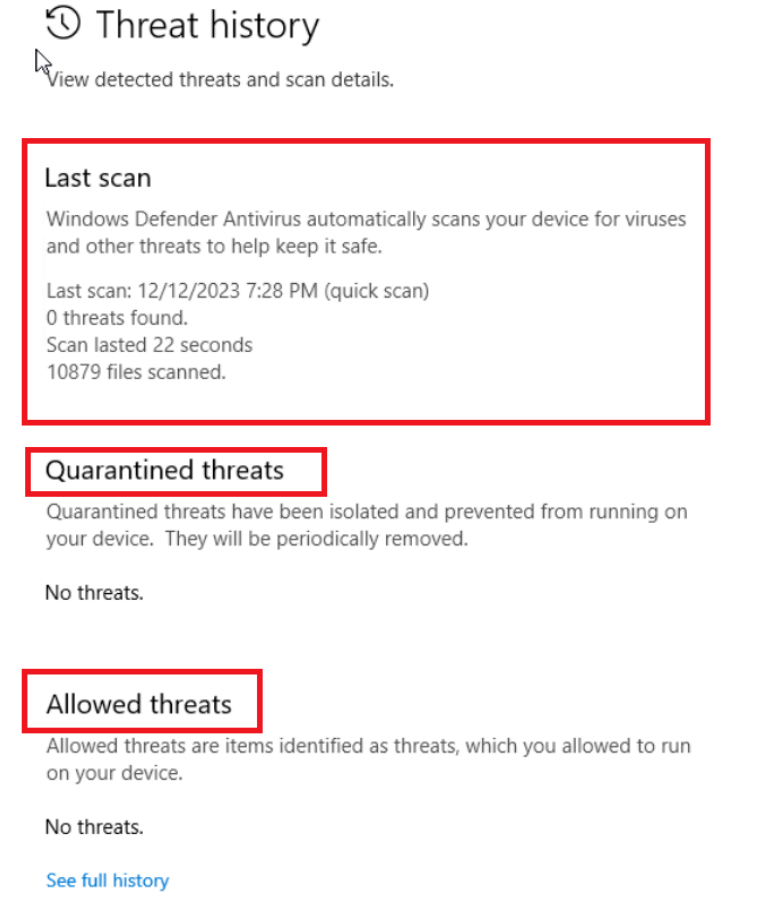 Threat history
View detected threats and scan details.
Last scan
Windows Defender Antivirus automatically scans your device for viruses
and other threats to help keep it safe.
Last scan: 12/12/2023 7:28 PM (quick scan)
0 threats found.
Scan lasted 22 seconds
10879 files scanned.
Quarantined threats
Quarantined threats have been isolated and prevented from running on
your device.  They will be periodically removed.
No threats.
Allowed threats
Allowed threats are items identified as threats, which you allowed to run
on your device.
No threats.
See full history